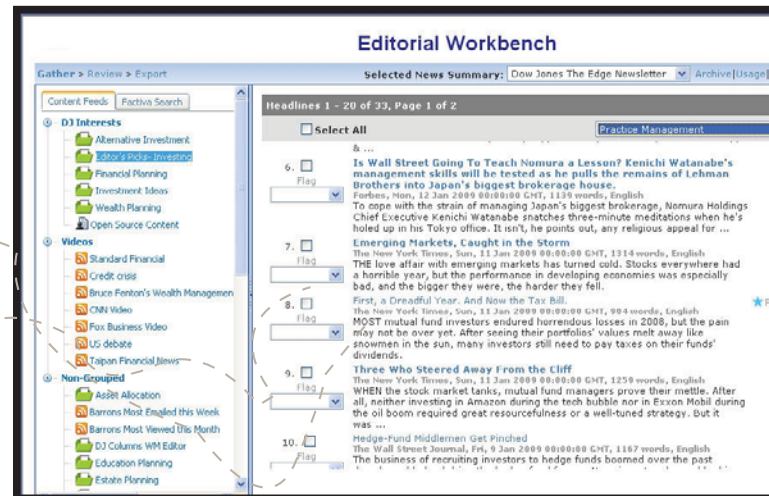 Editorial Workbench
Gather > Review > Export
Selected News Summary: Dow Jones The Edge Newsletter Archive|Usage|
Content Feeds Factiva Search
DJ Interests
Alternative Investment
Editor's Picks- Investing
Financial Planning
Investment Ideas
Wealth Planning
Open Source Content
Videos
Standard Financial
Credit crisis
Bruce Fenton's Wealth Managemen
CNN Video
Fox Business Video
US debate
Taipan Financial News
Non-Grouped
Asset Allocation
Barrons Most Emailed this Week
Barrons Most Viewed this Month
DJ Columns WM Editor
Education Planning
Estate Planning
Headlines 1 - 20 of 33, Page 1 of 2
Select All
Practice Management
& ...
6. Is Wall Street Going To Teach Nomura a Lesson? Kenichi Watanabe's
Flag
management skills will be tested as he pulls the remains of Lehman
Brothers into Japan's biggest brokerage house.
Forbes, Mon, 12 Jan 2009 00:00:00 GMT, 1139 words, English
To cope with the strain of managing Japan's biggest brokerage, Nomura Holdings
Chief Executive Kenichi Watanabe snatches three-minute meditations when he's
holed up in his Tokyo office. It isn't, he points out, any religious appeal for ...
7. Emerging Markets, Caught in the Storm
Flag
The New York Times, Sun, 11 Jan 2009 00:00:00 GMT, 1314 words, English
THE love affair with emerging markets has turned cold. Stocks everywhere had
a horrible year, but the performance in developing economies was especially
bad, and the bigger they were, the harder they fell.
8. First, a Dreadful Year. And Now the Tax Bill.
Flag
The New York Times, Sun, 11 Jan 2009 00:00:00 GMT, 984 words, English
MOST mutual fund investors endured horrendous losses in 2008, but the pain
may not be over yet. After seeing their portfolios' values melt away like
snowmen in the sun, many investors still need to pay taxes on their funds'
dividends.
9. Three Who Steered Away From the Cliff
Flag
The New York Times, Sun, 11 Jan 2009 00:00:00 GMT, 1259 words, English
WHEN the stock market tanks, mutual fund managers prove their mettle. After
all, neither investing in Amazon during the tech bubble nor in Exxon Mobil during
the oil boom required great resourcefulness or a well-tuned strategy. But it
was ...
10. Hedge-Fund Middlemen Get Pinched
Flag
The Wall Street Journal, Fri, 9 Jan 2009 00:00:00 GMT, 1167 words, English
The business of recruiting investors to hedge funds boomed over the past